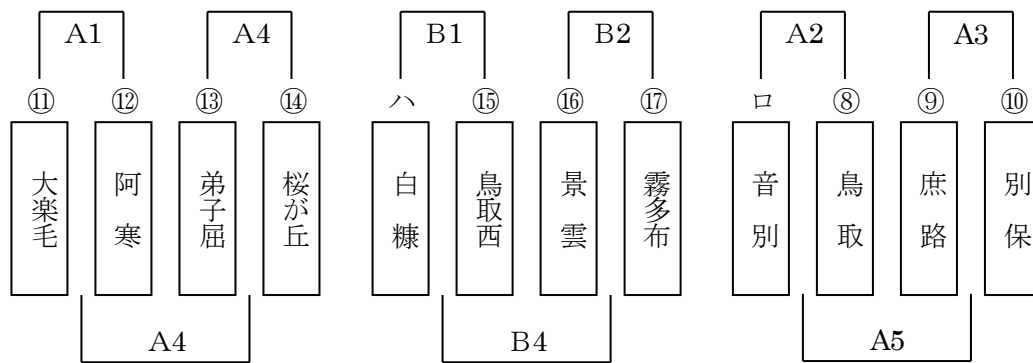 A1 A4 B1 B2 A2 A3
⑪ ⑫ ⑬ ⑭ ハ ⑮ ⑯ ⑰ ロ ⑧ ⑨ ⑩
大楽毛
阿寒
弟子屈
桜が丘
白糠
鳥取西
景雲
霧多布
音別
鳥取
庶路
別保
A4 B4 A5